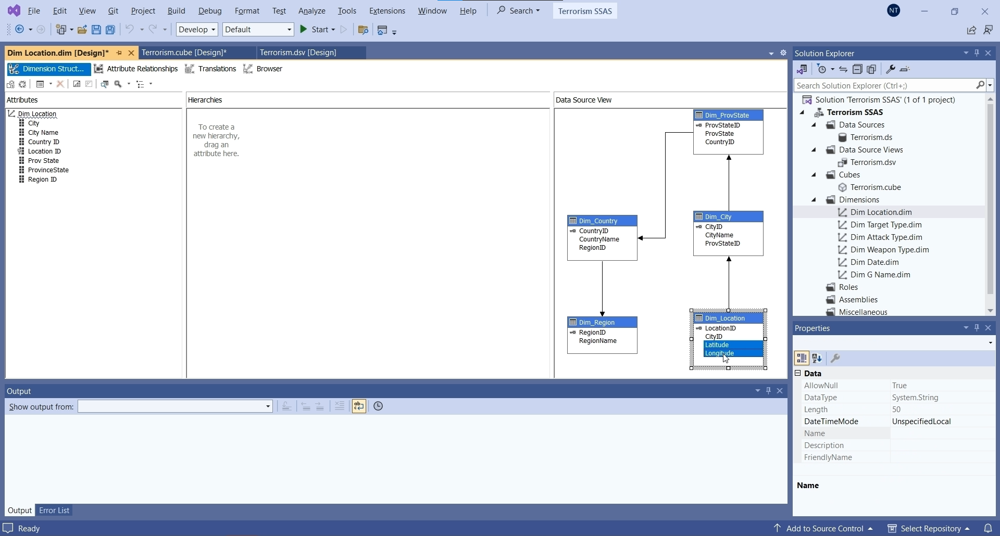 File Edit View Git Project Build Debug Format Test Analyze Tools Extensions Window Help Search Terrorism SSAS NT
Develop Default Start
Dim Location.dim [Design]* Terrorism.cube [Design]* Terrorism.dsv [Design]
Dimension Struct... Attribute Relationships Translations Browser
Attributes
Dim Location
City
City Name
Country ID
Location ID
Prov State
ProvinceState
Region ID
Hierarchies
To create a
new hierarchy,
drag an
attribute here.
Data Source View
Dim_ProvState
ProvStateID
ProvState
CountryID
Dim_Country
CountryID
CountryName
RegionID
Dim_City
CityID
CityName
ProvStateID
Dim_Region
RegionID
RegionName
Dim_Location
LocationID
CityID
Latitude
Longitude
Output
Show output from:
ab
c
Output Error List
Solution Explorer
Search Solution Explorer (Ctrl+;)
Solution 'Terrorism SSAS' (1 of 1 project)
Terrorism SSAS
Data Sources
Terrorism.ds
Data Source Views
Terrorism.dsv
Cubes
Terrorism.cube
Dimensions
Dim Location.dim
Dim Target Type.dim
Dim Attack Type.dim
Dim Weapon Type.dim
Dim Date.dim
Dim G Name.dim
Roles
Assemblies
Miscellaneous
Properties
A
Z
Data
AllowNull True
DataType System.String
Length 50
DateTimeMode UnspecifiedLocal
Name
Description
FriendlyName
Name
Ready Add to Source Control Select Repository